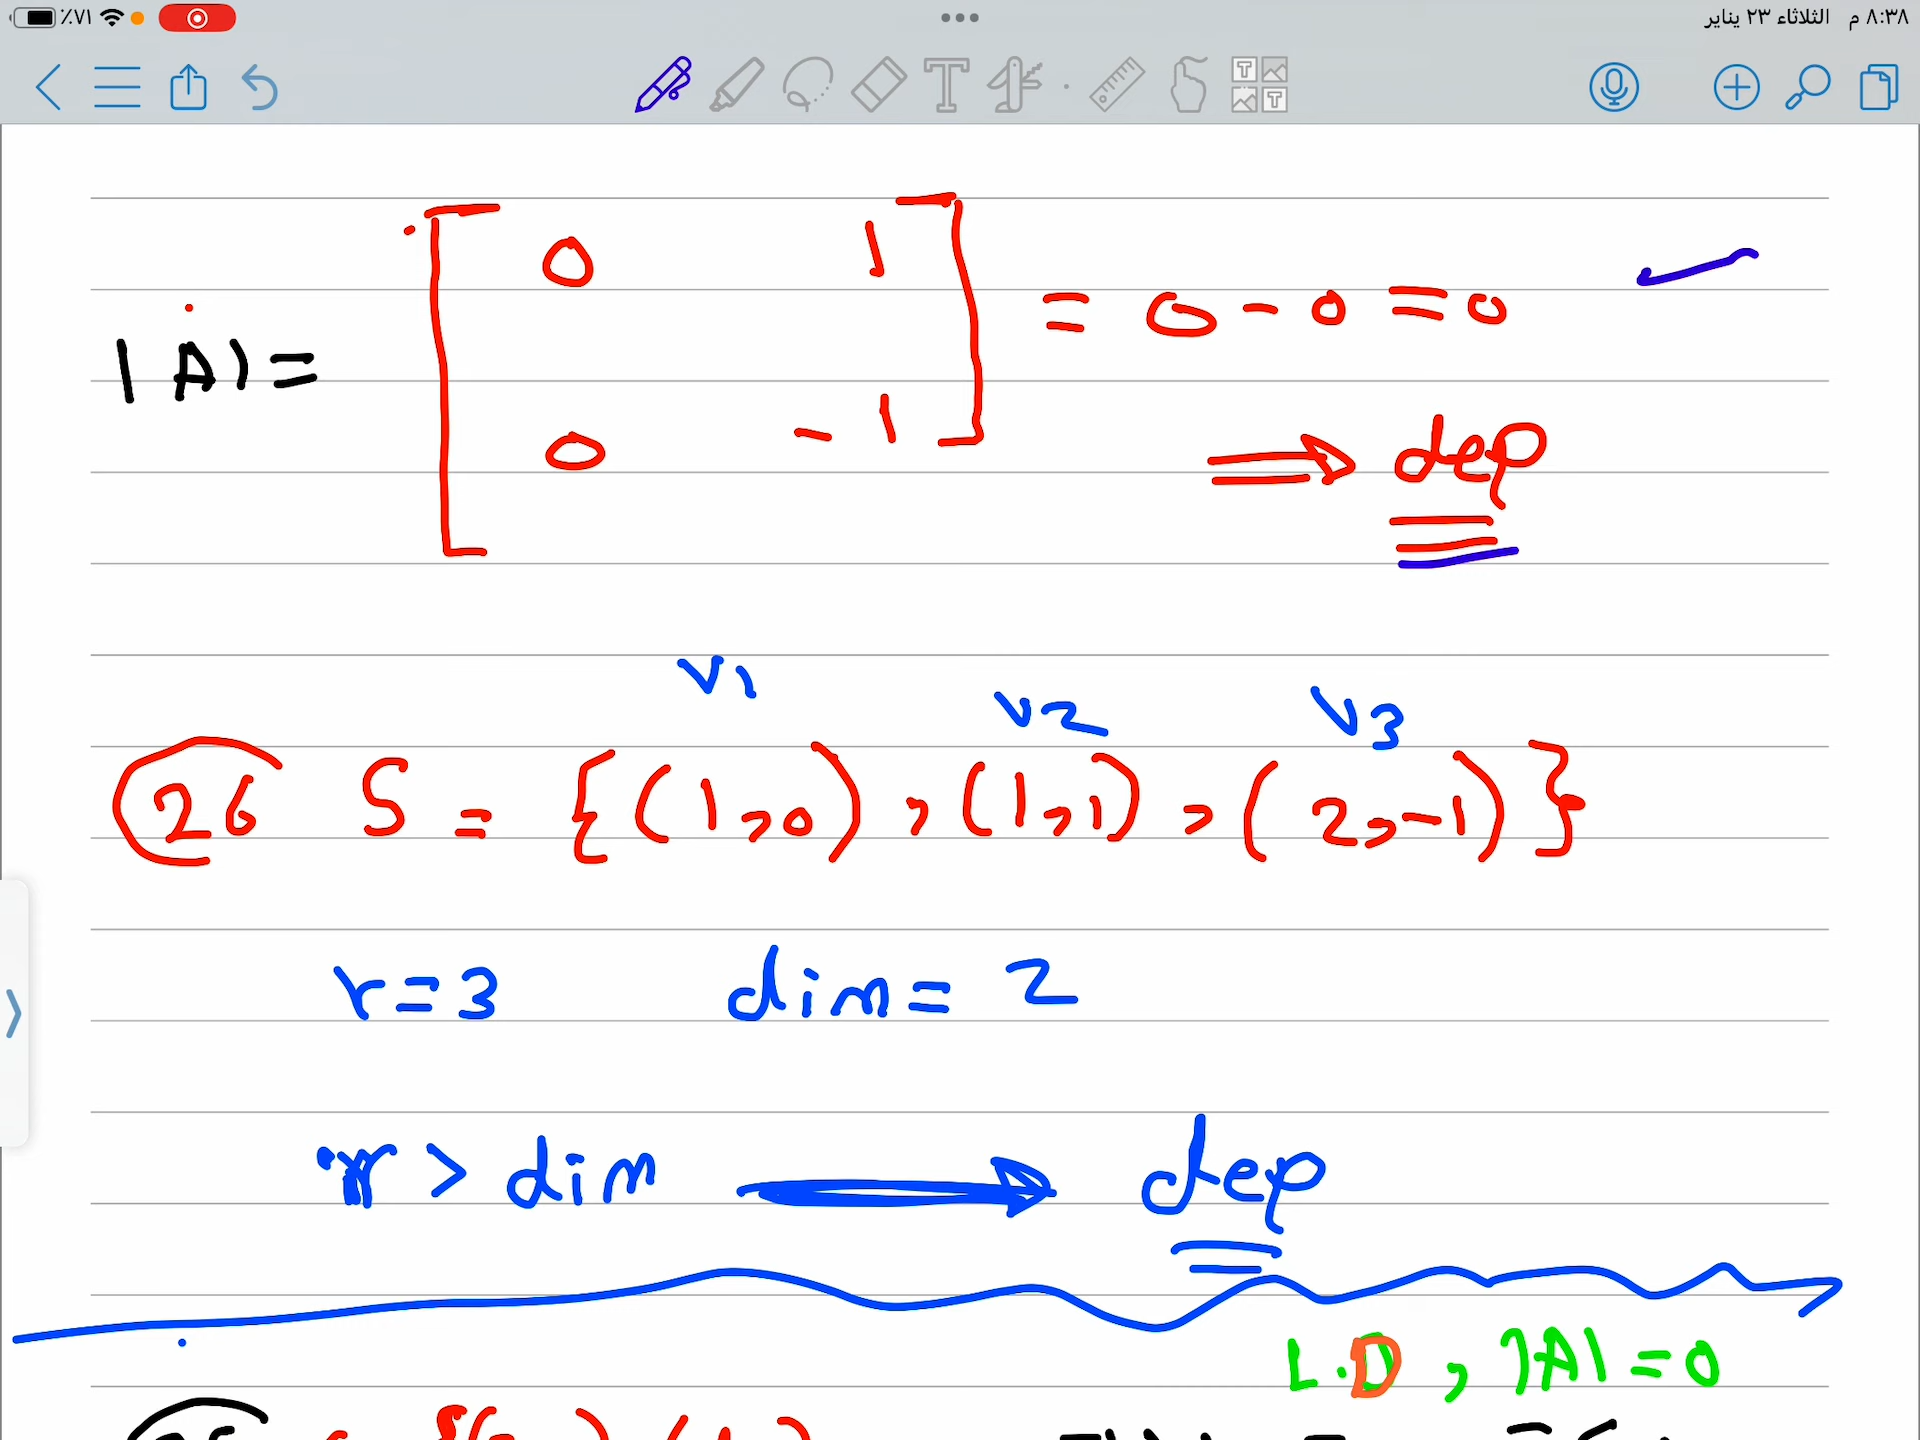 ٪٧١ ٨:٣٨ م الثلاثاء ٢٣ يناير
|A| = [ 0 1 = 0 - 0 = 0
0 -1 ]
⇒ dep
v1 v2 v3
26 S = {(1,0), (1,1), (2,-1)}
r=3 dim= 2
r > dim ⇒ dep
L.D , |A| = 0